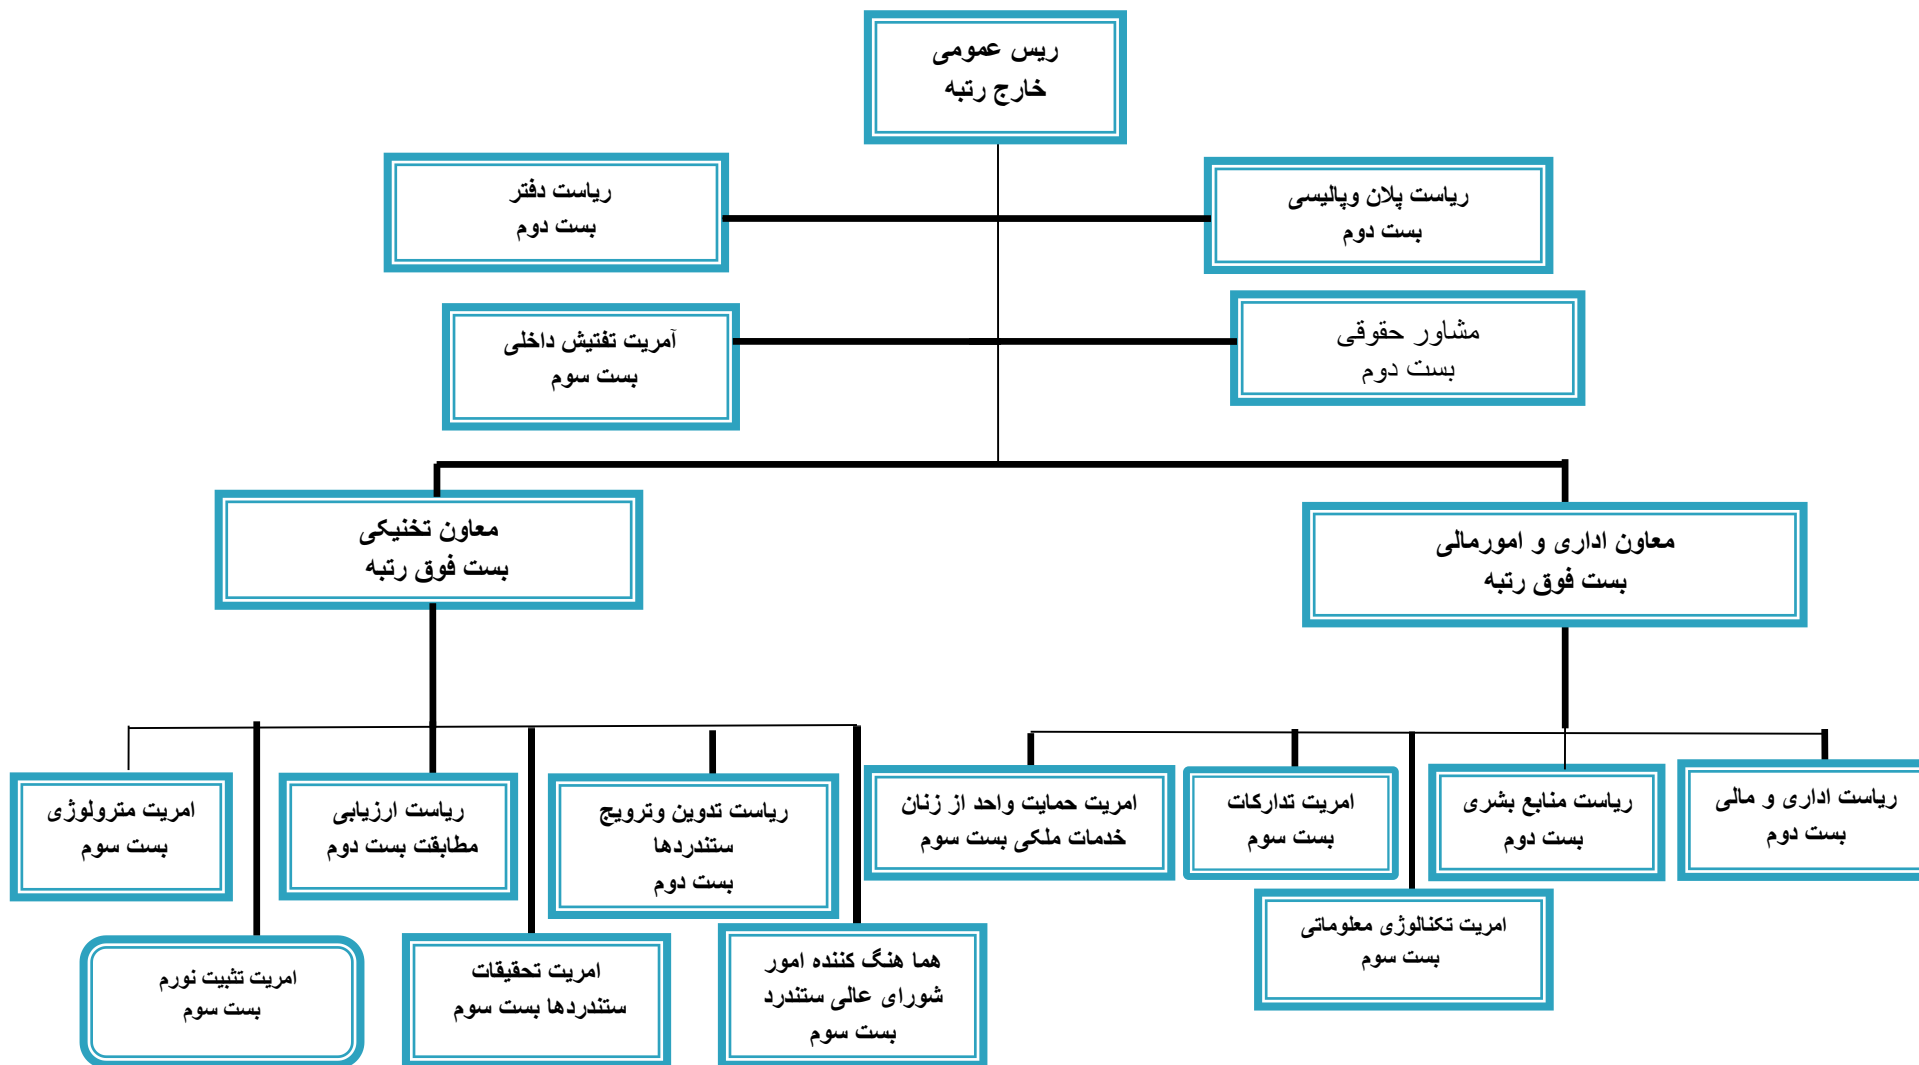 ریس عمومی
خارج رتبه
ریاست پلان وپالیسی
بست دوم
ریاست دفتر
بست دوم
مشاور حقوقی
بست دوم
آمریت تفتیش داخلی
بست سوم
معاون اداری و امورمالی
بست فوق رتبه
معاون تخنیکی
بست فوق رتبه
ریاست اداری و مالی
بست دوم
ریاست منابع بشری
بست دوم
امریت تدارکات
بست سوم
امریت حمایت واحد از زنان
خدمات ملکی بست سوم
ریاست تدوین وترویج
ستندردها
بست دوم
ریاست ارزیابی
مطابقت بست دوم
امریت مترولوژی
بست سوم
امریت تکنالوژی معلوماتی
بست سوم
هما هنگ کننده امور
شورای عالی ستندرد
بست سوم
امریت تحقیقات
ستندردها بست سوم
امریت تثبیت نورم
بست سوم